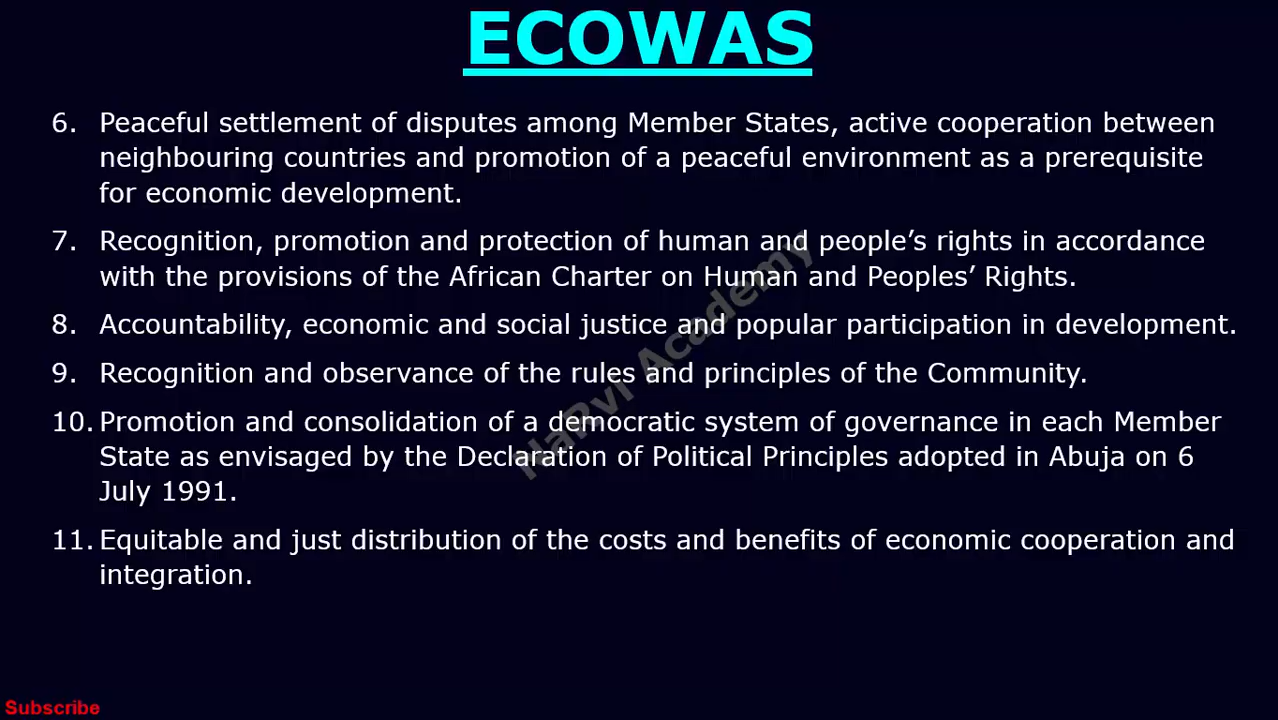 ECOWAS
6. Peaceful settlement of disputes among Member States, active cooperation between
neighbouring countries and promotion of a peaceful environment as a prerequisite
for economic development.
7. Recognition, promotion and protection of human and people’s rights in accordance
with the provisions of the African Charter on Human and Peoples’ Rights.
8. Accountability, economic and social justice and popular participation in development.
9. Recognition and observance of the rules and principles of the Community.
10. Promotion and consolidation of a democratic system of governance in each Member
State as envisaged by the Declaration of Political Principles adopted in Abuja on 6
July 1991.
11. Equitable and just distribution of the costs and benefits of economic cooperation and
integration.
NaRvi Academy
Subscribe